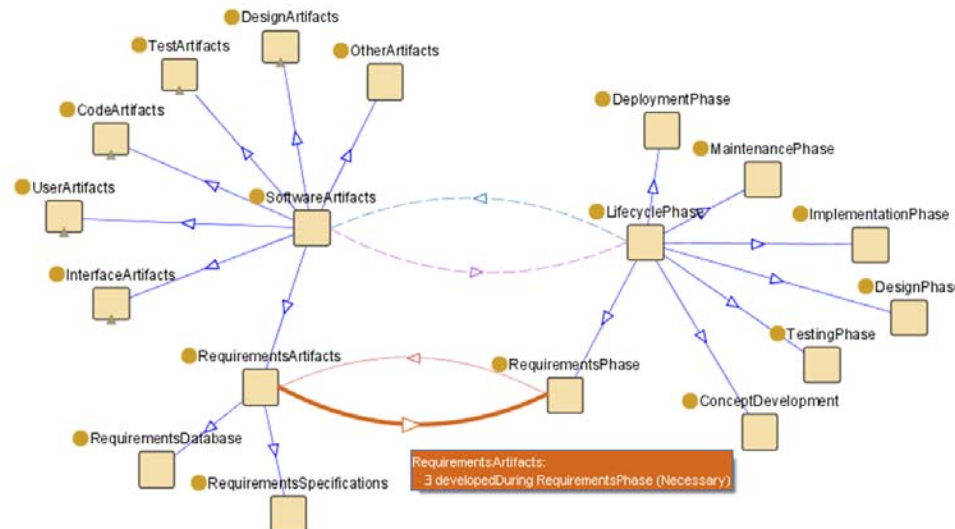 DesignArtifacts
TestArtifacts
OtherArtifacts
CodeArtifacts
DeploymentPhase
MaintenancePhase
UserArtifacts
SoftwareArtifacts
LifecyclePhase
ImplementationPhase
InterfaceArtifacts
DesignPhase
TestingPhase
RequirementsArtifacts
RequirementsPhase
ConceptDevelopment
RequirementsDatabase
RequirementsSpecifications
RequirementsArtifacts:
∃ developedDuring RequirementsPhase (Necessary)